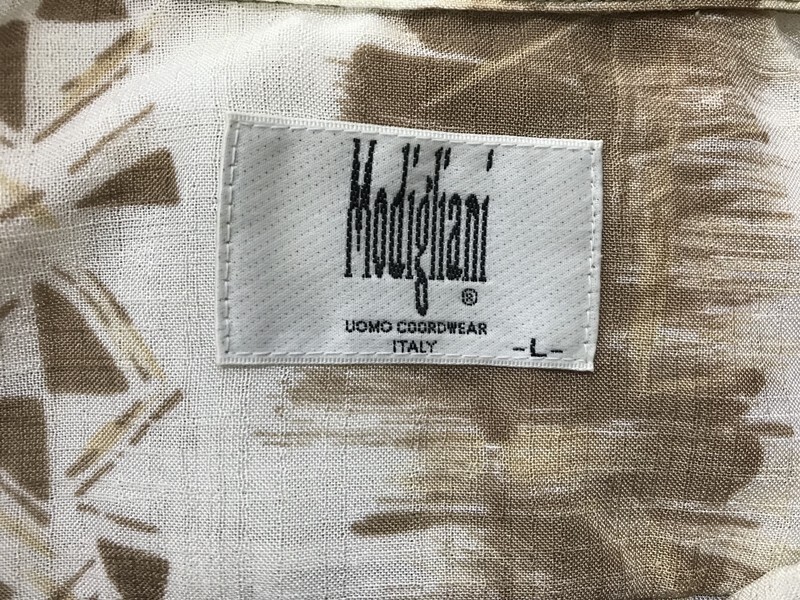 Modigliani
®
UOMO COORDWEAR
ITALY
-L-